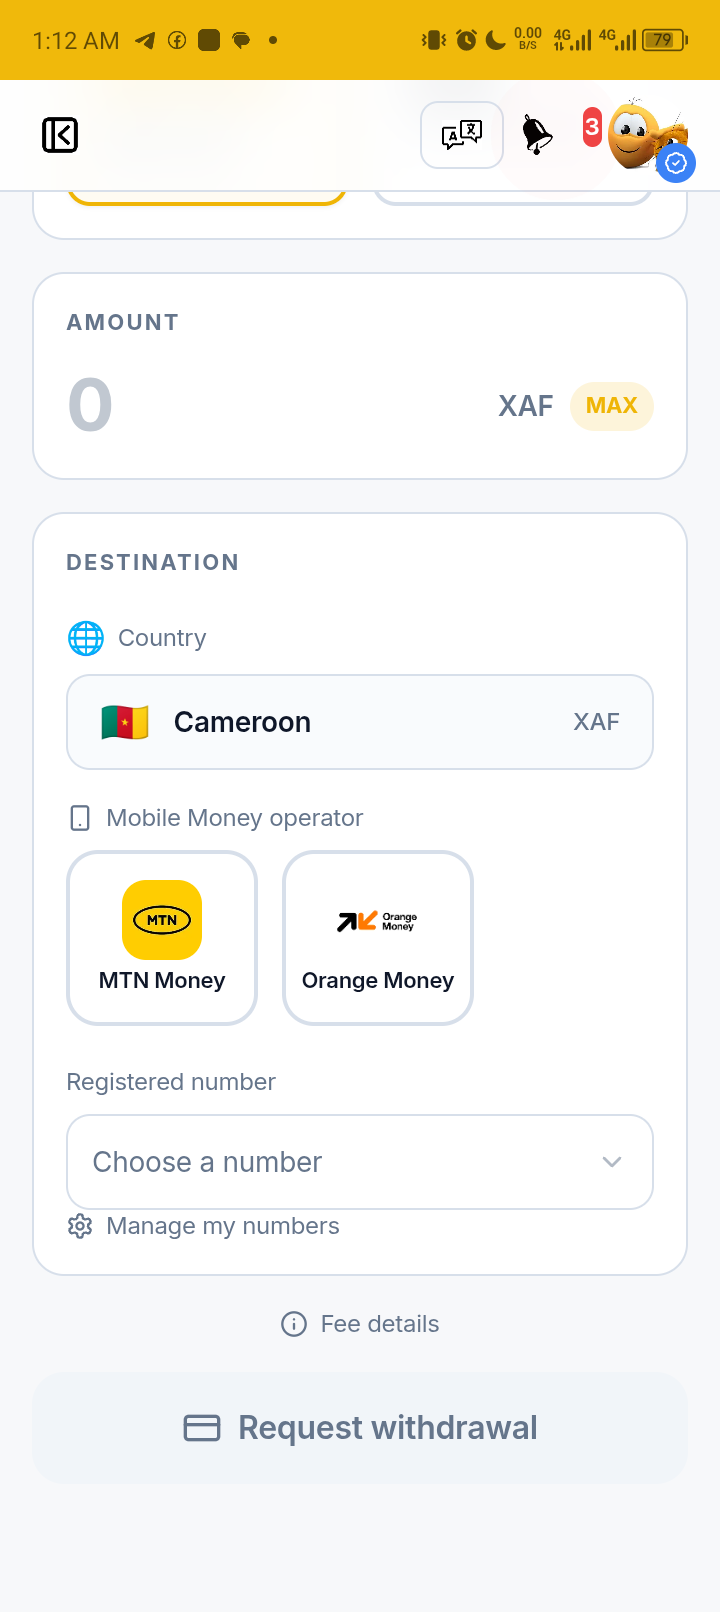 1:12 AM 0.00 B/S 4G 4G 79
A 文
3
AMOUNT
0 XAF MAX
DESTINATION
Country
Cameroon XAF
Mobile Money operator
MTN Orange Money
MTN Money Orange Money
Registered number
Choose a number
Manage my numbers
Fee details
Request withdrawal